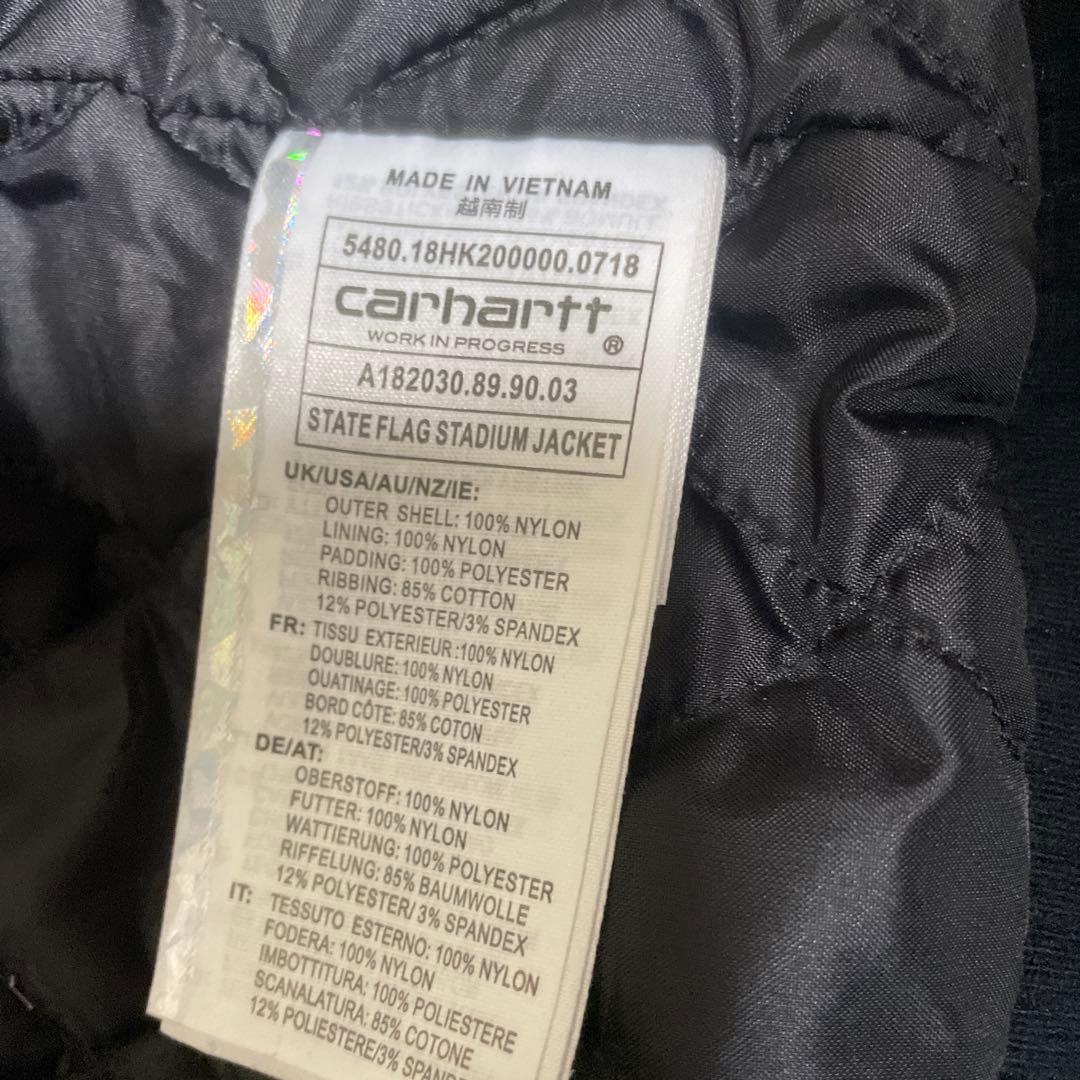 MADE IN VIETNAM
越南制
5480.18HK200000.0718
carhartt
WORK IN PROGRESS ®
A182030.89.90.03
STATE FLAG STADIUM JACKET
UK/USA/AU/NZ/IE:
OUTER SHELL: 100% NYLON
LINING: 100% NYLON
PADDING: 100% POLYESTER
RIBBING: 85% COTTON
12% POLYESTER/3% SPANDEX
FR: TISSU EXTERIEUR :100% NYLON
DOUBLURE: 100% NYLON
OUATINAGE: 100% POLYESTER
BORD CÔTE: 85% COTON
12% POLYESTER/3% SPANDEX
DE/AT:
OBERSTOFF: 100% NYLON
FUTTER: 100% NYLON
WATTIERUNG: 100% POLYESTER
RIFFELUNG: 85% BAUMWOLLE
12% POLYESTER/ 3% SPANDEX
IT: TESSUTO ESTERNO: 100% NYLON
FODERA: 100% NYLON
IMBOTTITURA: 100% POLIESTERE
SCANALATURA: 85% COTONE
12% POLIESTERE/3%